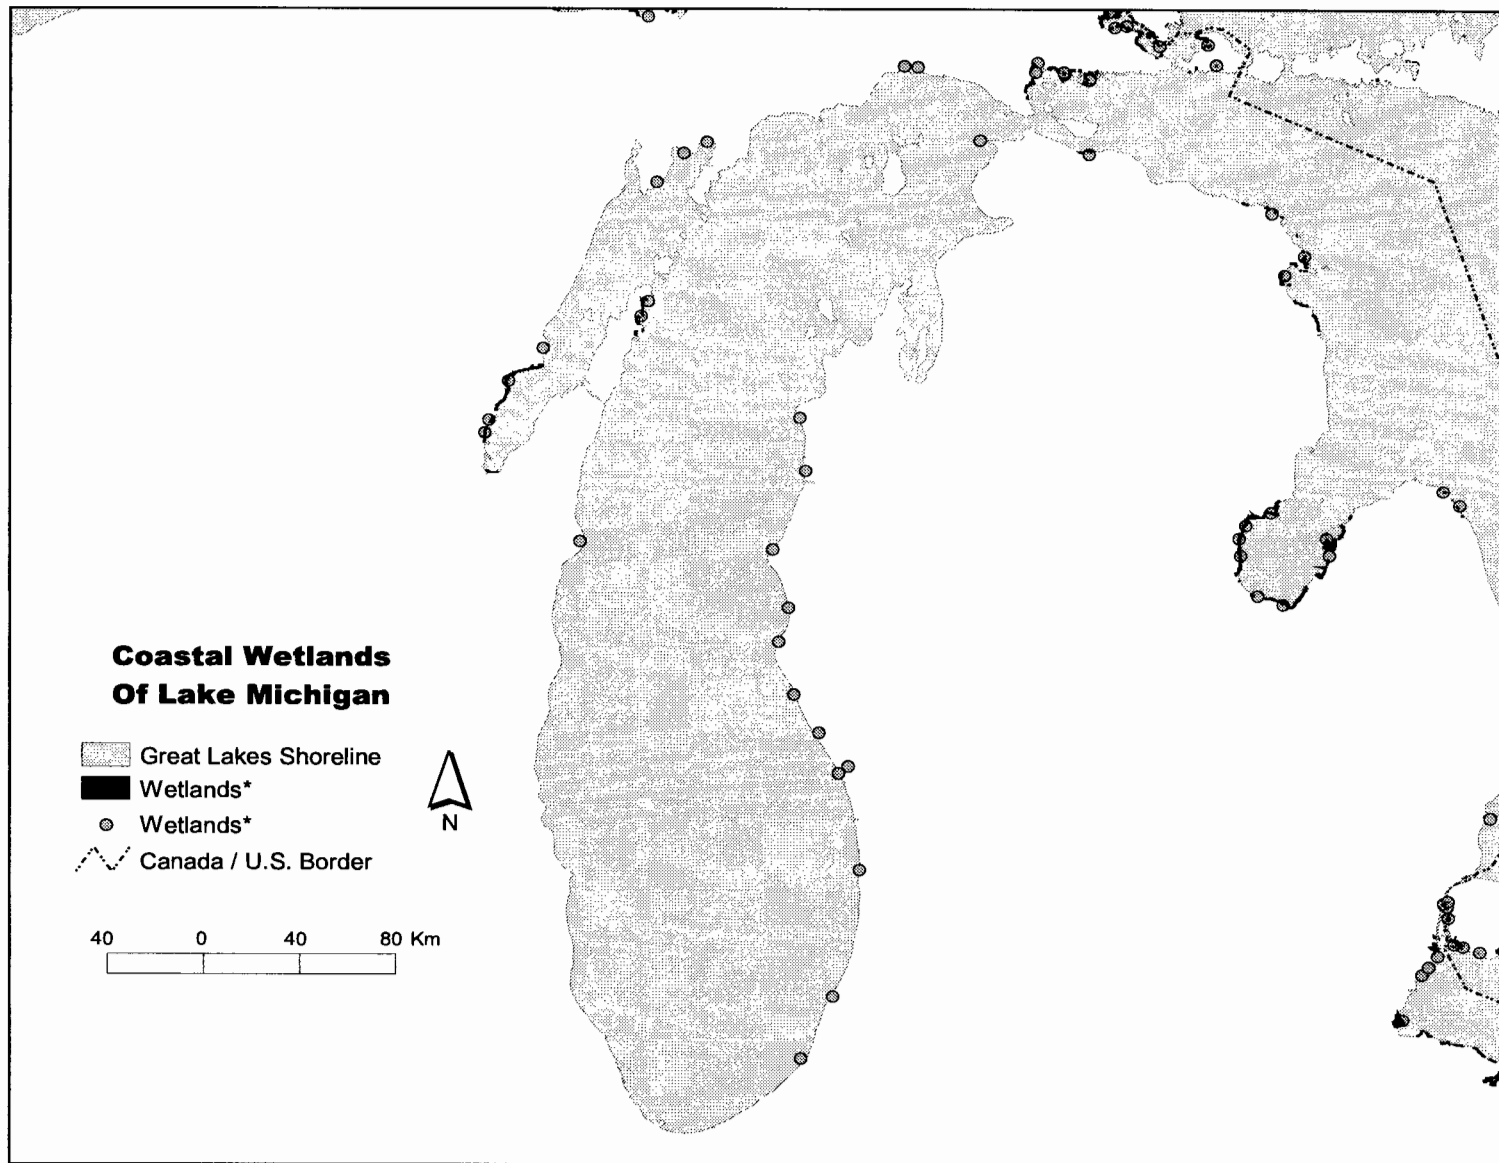 Coastal Wetlands
Of Lake Michigan
Great Lakes Shoreline
Wetlands*
Wetlands*
Canada / U.S. Border
N
40 0 40 80 Km